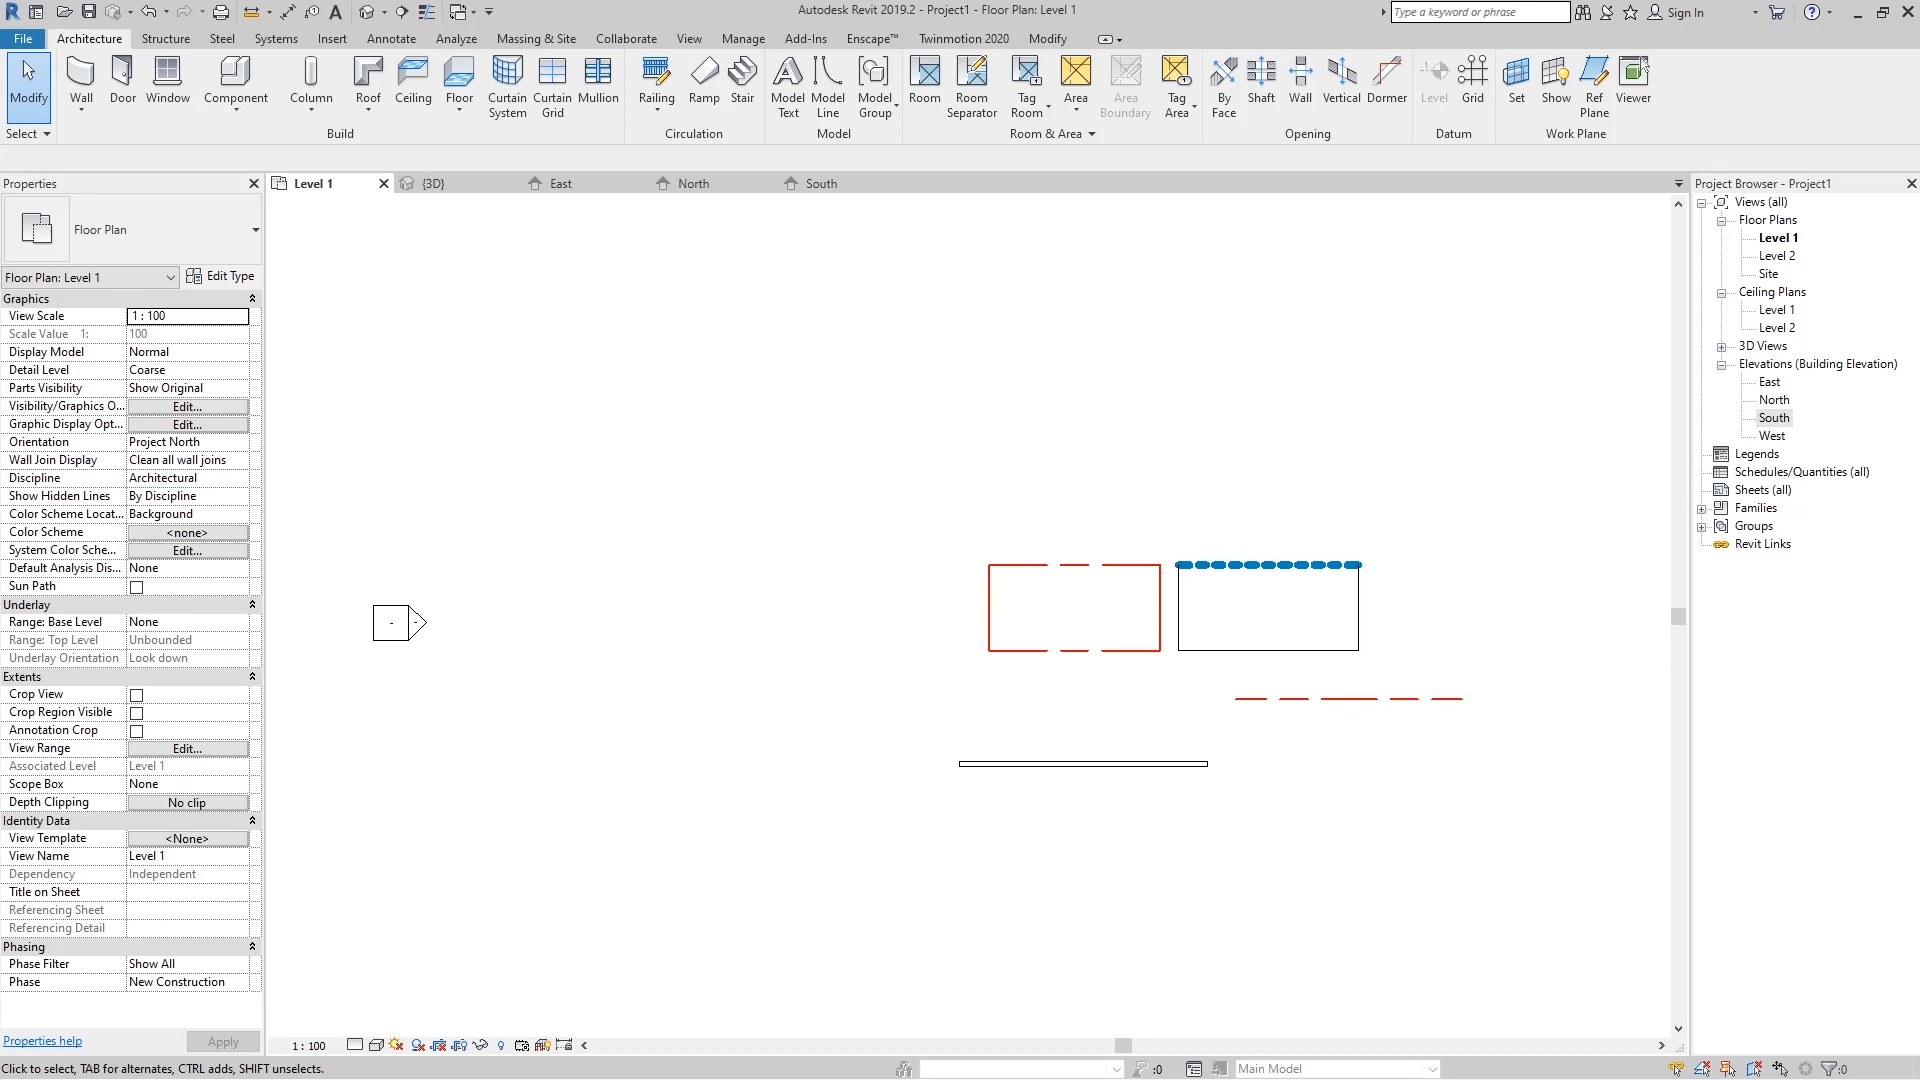 Autodesk Revit 2019.2 - Project1 - Floor Plan: Level 1
Type a keyword or phrase
Sign In
File
Architecture
Structure
Steel
Systems
Insert
Annotate
Analyze
Massing & Site
Collaborate
View
Manage
Add-Ins
Enscape™
Twinmotion 2020
Modify
Modify
Wall
Door
Window
Component
Column
Roof
Ceiling
Floor
Curtain System
Curtain Grid
Mullion
Railing
Ramp
Stair
Model Text
Model Line
Model Group
Room
Room Separator
Tag Room
Area
Area Boundary
Tag Area
By Face
Shaft
Wall
Vertical
Dormer
Level
Grid
Set
Show
Ref Plane
Viewer
Select
Build
Circulation
Model
Room & Area
Opening
Datum
Work Plane
Properties
Level 1
{3D}
East
North
South
Project Browser - Project1
Floor Plan
Floor Plan: Level 1
Edit Type
Graphics
View Scale 1 : 100
Scale Value 1: 100
Display Model Normal
Detail Level Coarse
Parts Visibility Show Original
Visibility/Graphics O... Edit...
Graphic Display Opt... Edit...
Orientation Project North
Wall Join Display Clean all wall joins
Discipline Architectural
Show Hidden Lines By Discipline
Color Scheme Locat... Background
Color Scheme <none>
System Color Sche... Edit...
Default Analysis Dis... None
Sun Path
Underlay
Range: Base Level None
Range: Top Level Unbounded
Underlay Orientation Look down
Extents
Crop View
Crop Region Visible
Annotation Crop
View Range Edit...
Associated Level Level 1
Scope Box None
Depth Clipping No clip
Identity Data
View Template <None>
View Name Level 1
Dependency Independent
Title on Sheet
Referencing Sheet
Referencing Detail
Phasing
Phase Filter Show All
Phase New Construction
Properties help
Apply
- -
Views (all)
Floor Plans
Level 1
Level 2
Site
Ceiling Plans
Level 1
Level 2
3D Views
Elevations (Building Elevation)
East
North
South
West
Legends
Schedules/Quantities (all)
Sheets (all)
Families
Groups
Revit Links
1 : 100
Click to select, TAB for alternates, CTRL adds, SHIFT unselects.
:0
Main Model
:0